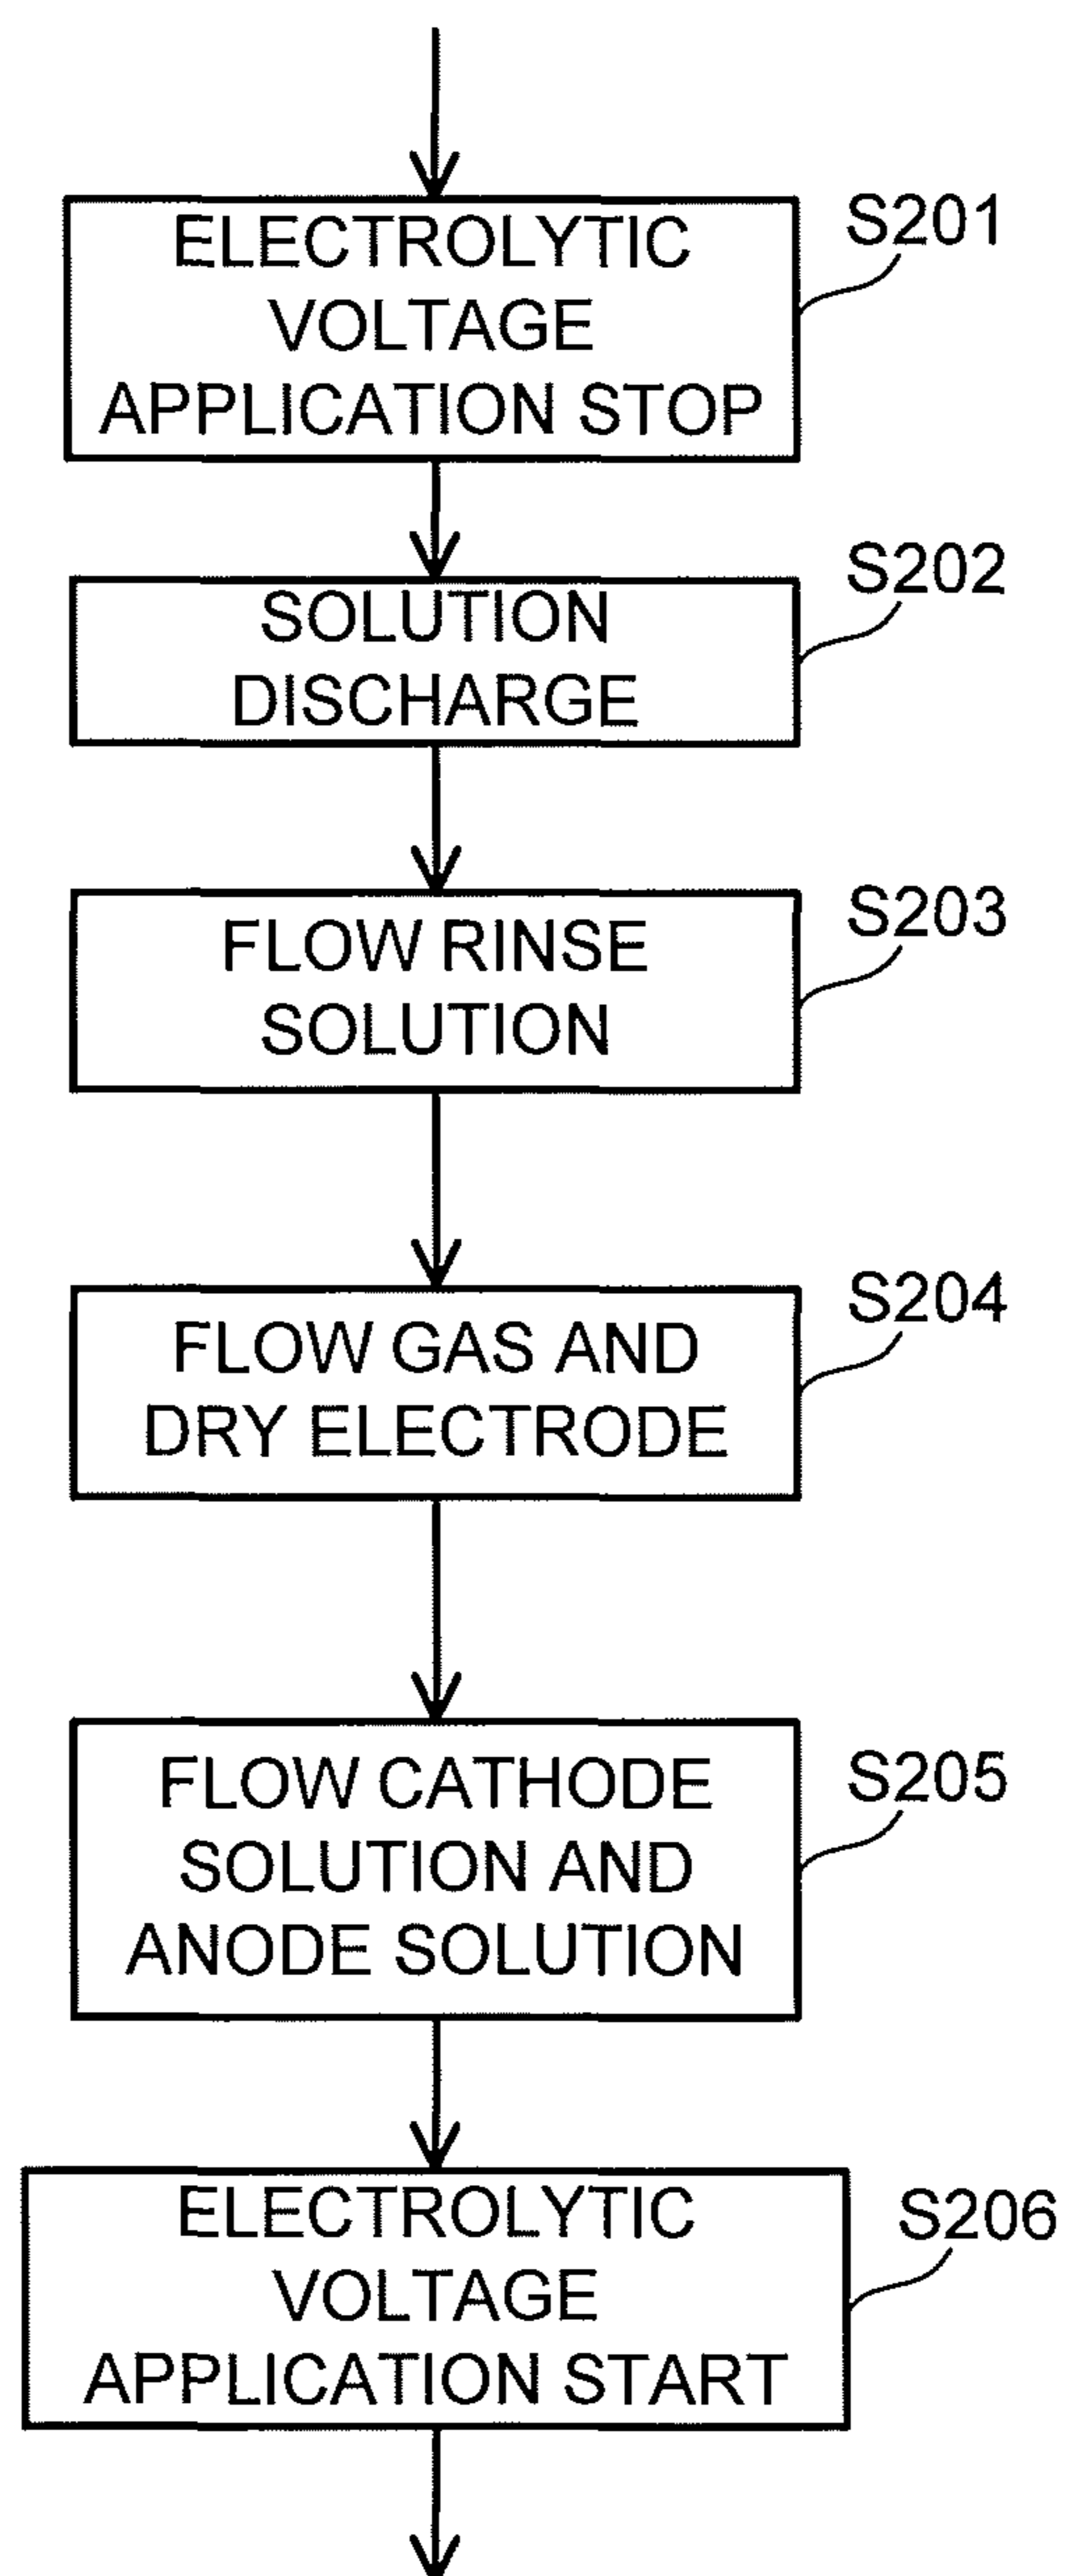 ELECTROLYTIC
VOLTAGE
APPLICATION STOP
S201
SOLUTION
DISCHARGE
S202
FLOW RINSE
SOLUTION
S203
FLOW GAS AND
DRY ELECTRODE
S204
FLOW CATHODE
SOLUTION AND
ANODE SOLUTION
S205
ELECTROLYTIC
VOLTAGE
APPLICATION START
S206